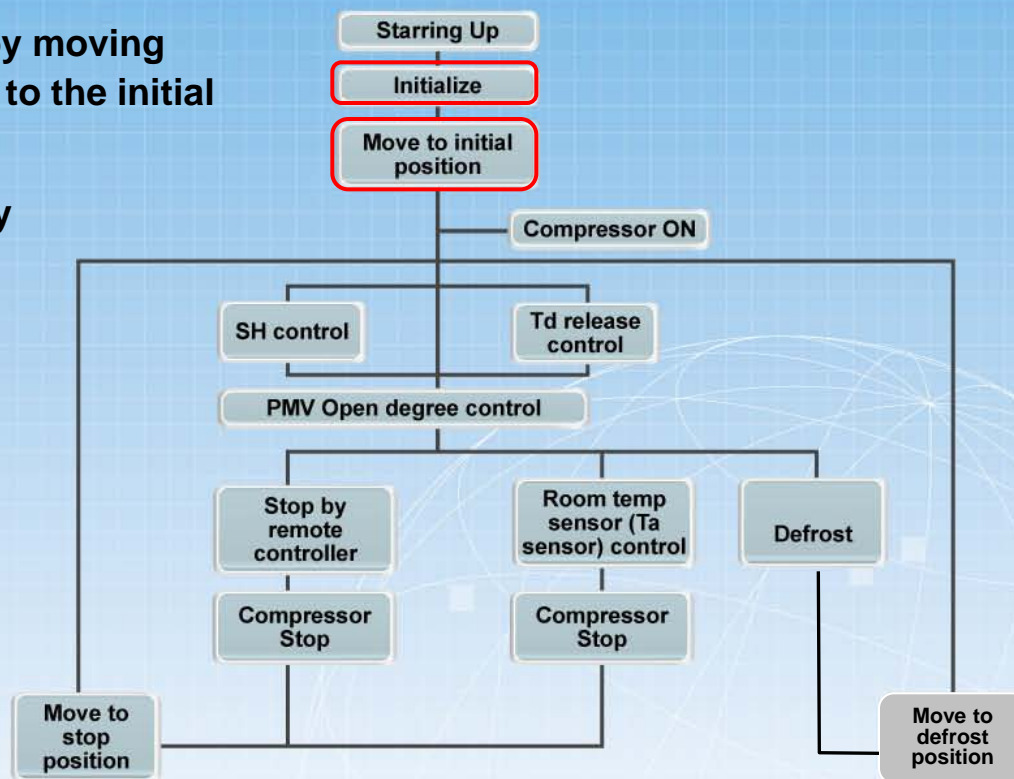 by moving
to the initial
y
Starring Up
Initialize
Move to initial
position
Compressor ON
SH control
Td release
control
PMV Open degree control
Stop by
remote
controller
Room temp
sensor (Ta
sensor) control
Defrost
Compressor
Stop
Compressor
Stop
Move to
stop
position
Move to
defrost
position